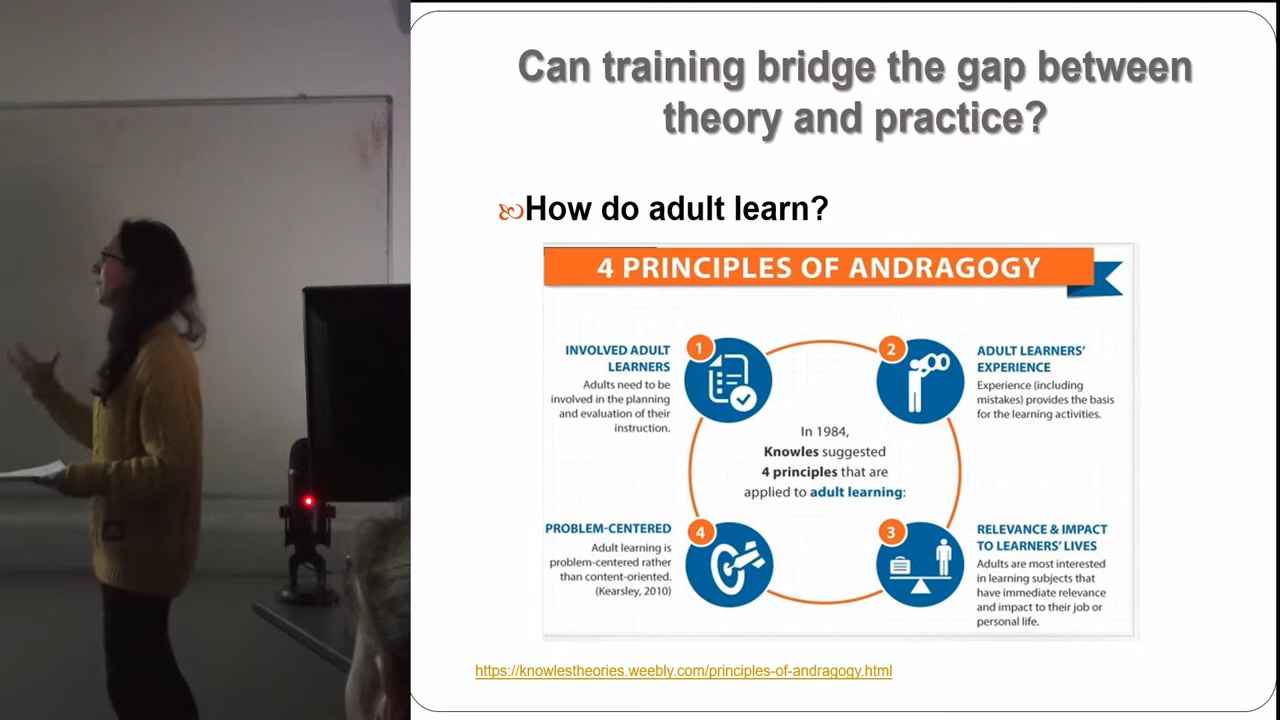 Can training bridge the gap between
theory and practice?
How do adult learn?
4 PRINCIPLES OF ANDRAGOGY
1
INVOLVED ADULT
LEARNERS
Adults need to be
involved in the planning
and evaluation of their
instruction.
2
ADULT LEARNERS'
EXPERIENCE
Experience (including
mistakes) provides the basis
for the learning activities.
In 1984,
Knowles suggested
4 principles that are
applied to adult learning:
3
RELEVANCE & IMPACT
TO LEARNERS' LIVES
Adults are most interested
in learning subjects that
have immediate relevance
and impact to their job or
personal life.
4
PROBLEM-CENTERED
Adult learning is
problem-centered rather
than content-oriented.
(Kearsley, 2010)
https://knowlestheories.weebly.com/principles-of-andragogy.html